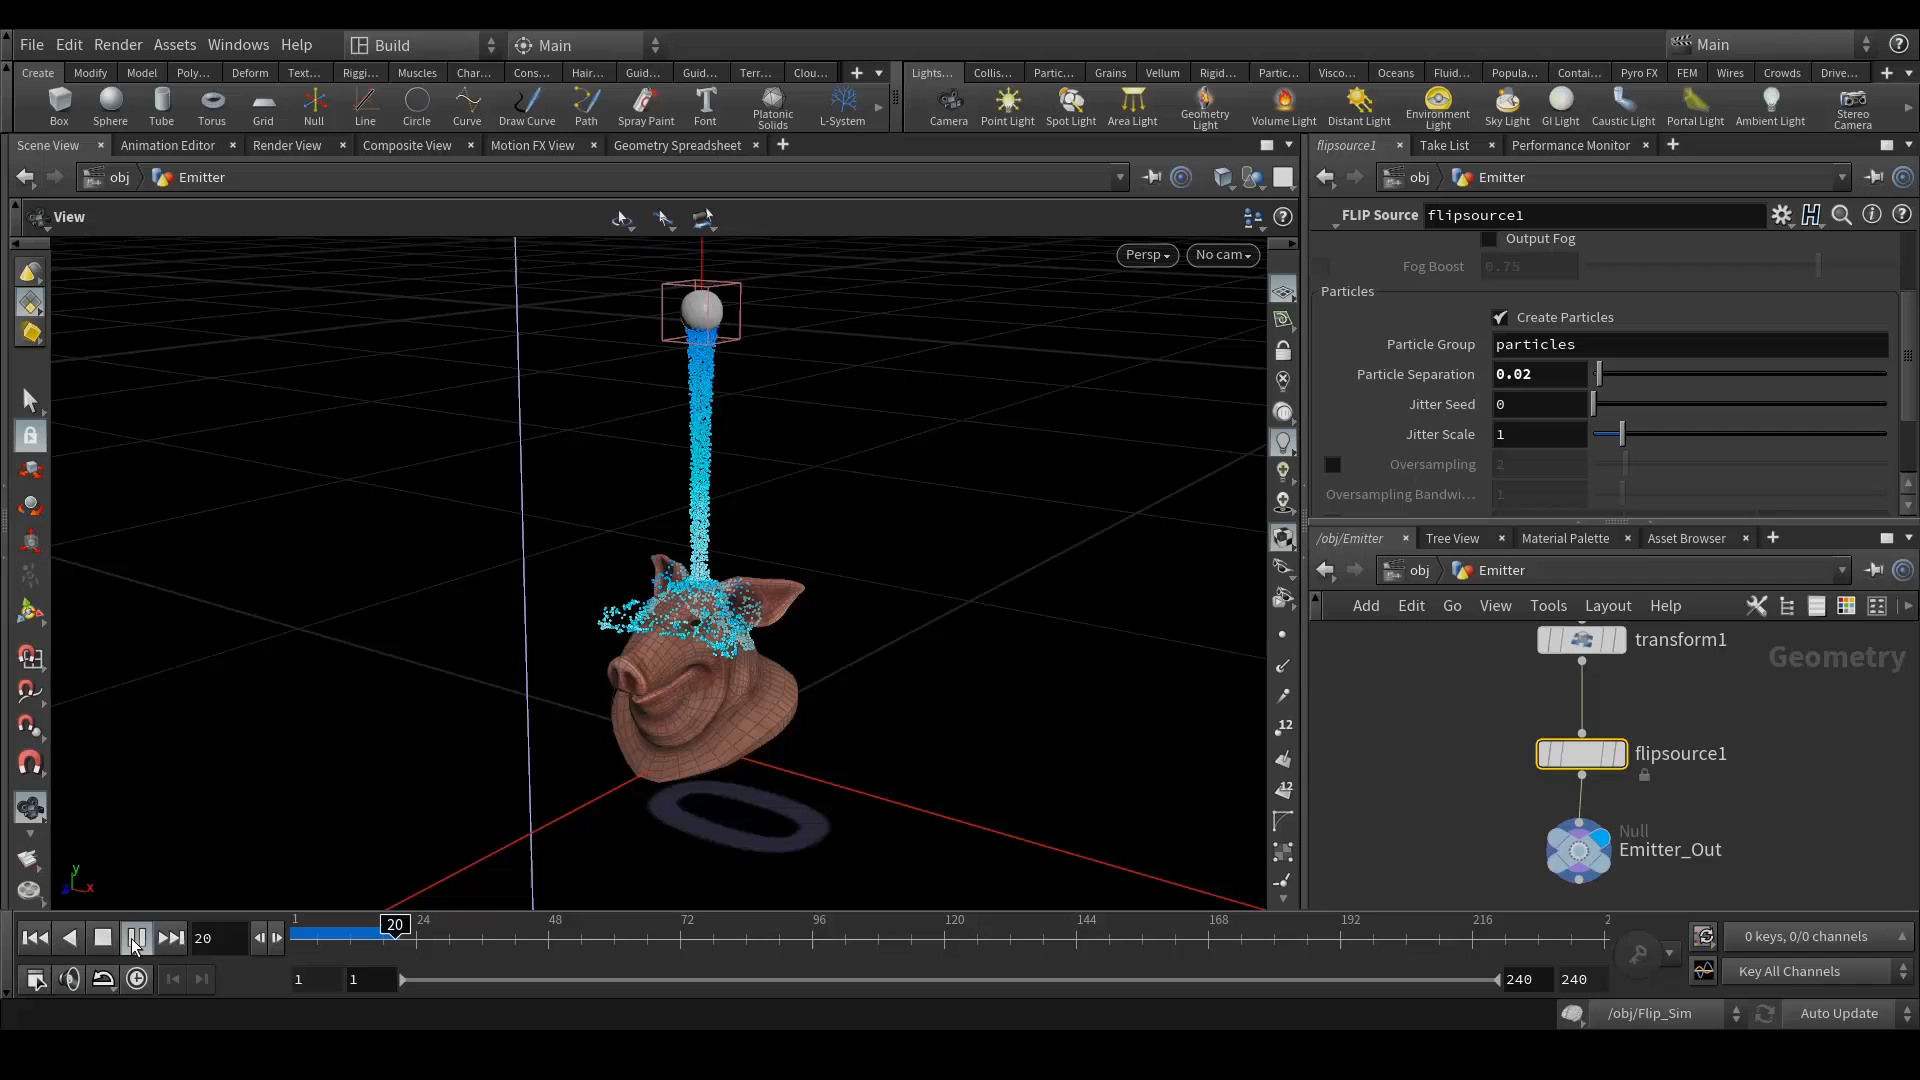 File Edit Render Assets Windows Help Build Main Main
Create Modify Model Poly... Deform Text... Riggi... Muscles Char... Cons... Hair... Guid... Guid... Terr... Clou... Lights... Collis... Partic... Grains Vellum Rigid... Partic... Visco... Oceans Fluid... Popula... Contai... Pyro FX FEM Wires Crowds Drive...
Box Sphere Tube Torus Grid Null Line Circle Curve Draw Curve Path Spray Paint Font Platonic Solids L-System Camera Point Light Spot Light Area Light Geometry Light Volume Light Distant Light Environment Light Sky Light GI Light Caustic Light Portal Light Ambient Light Stereo Camera
Scene View Animation Editor Render View Composite View Motion FX View Geometry Spreadsheet flipsource1 Take List Performance Monitor
obj Emitter obj Emitter
View
FLIP Source flipsource1
Output Fog
Persp No cam
Fog Boost 0.75
Particles
Create Particles
Particle Group particles
Particle Separation 0.02
Jitter Seed 0
Jitter Scale 1
Oversampling 2
Oversampling Bandwi... 1
/obj/Emitter Tree View Material Palette Asset Browser
obj Emitter
Add Edit Go View Tools Layout Help
transform1
Geometry
12
flipsource1
12
Null
Emitter_Out
y
x
z
1 20 24 48 72 96 120 144 168 192 216 2
20
0 keys, 0/0 channels
1 1 240 240 Key All Channels
/obj/Flip_Sim Auto Update